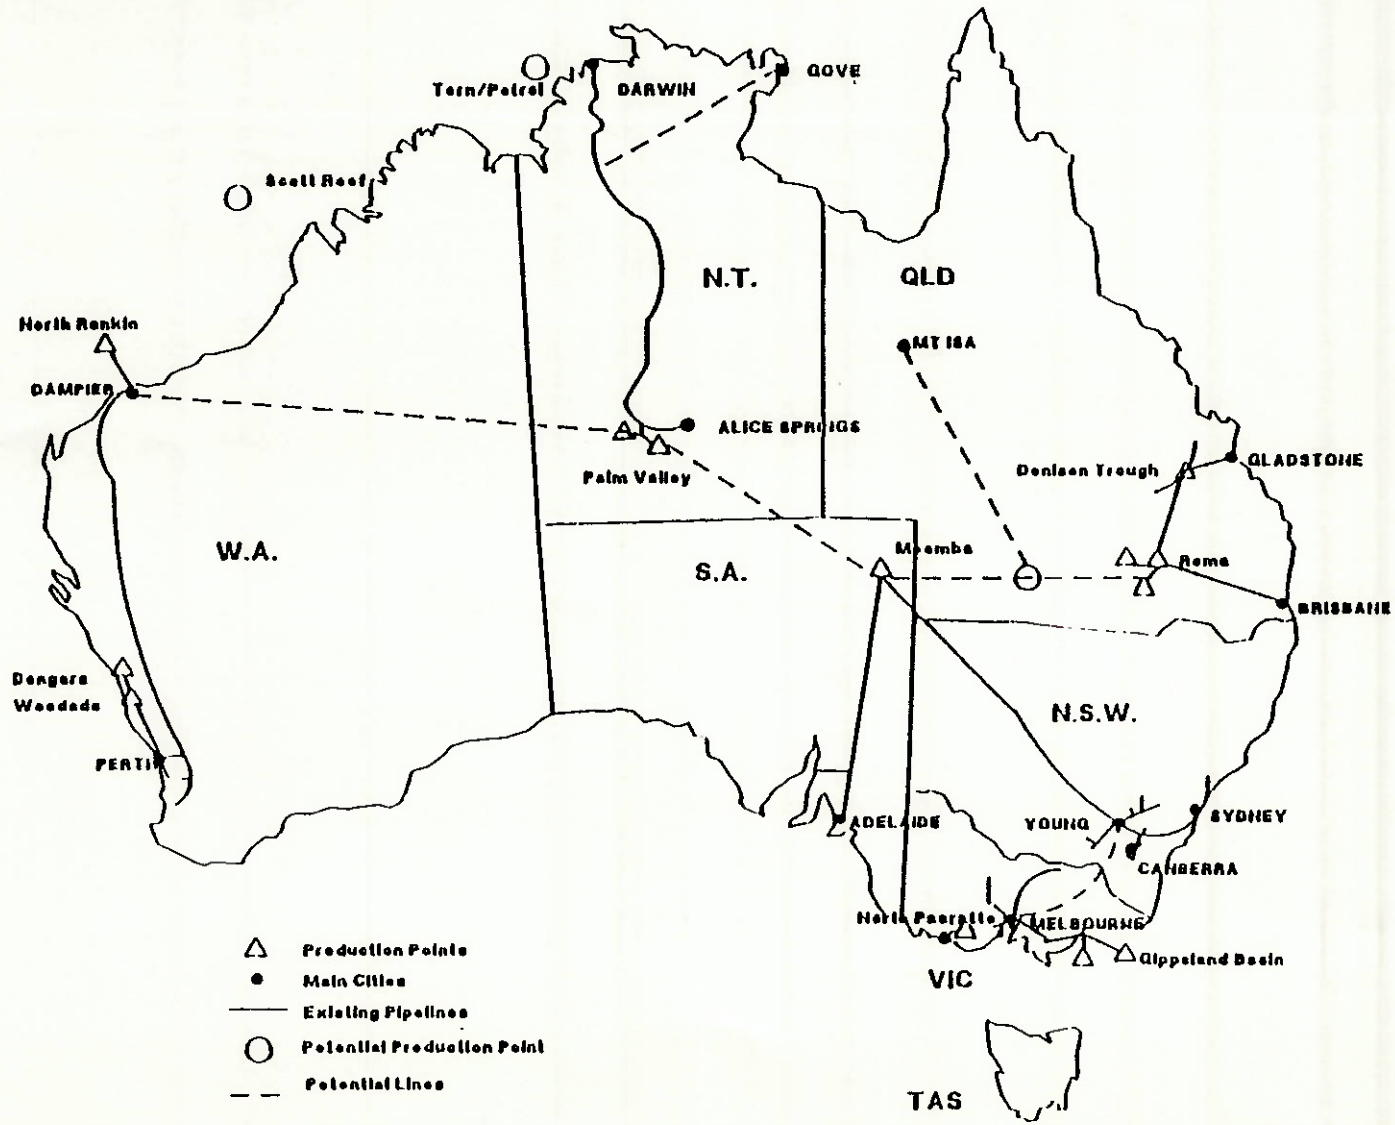 Tern/Petrel
DARWIN
GOVE
Scott Reef
N.T.
QLD
North Rankin
MT ISA
DAMPIER
ALICE SPRINGS
Palm Valley
Denison Trough
GLADSTONE
W.A.
S.A.
Moomba
Roma
BRISBANE
Dongara
Woodada
N.S.W.
PERTH
ADELAIDE
YOUNG
SYDNEY
CANBERRA
North Paaratte
MELBOURNE
Gippsland Basin
VIC
TAS
Production Points
Main Cities
Existing Pipelines
Potential Production Point
Potential Lines